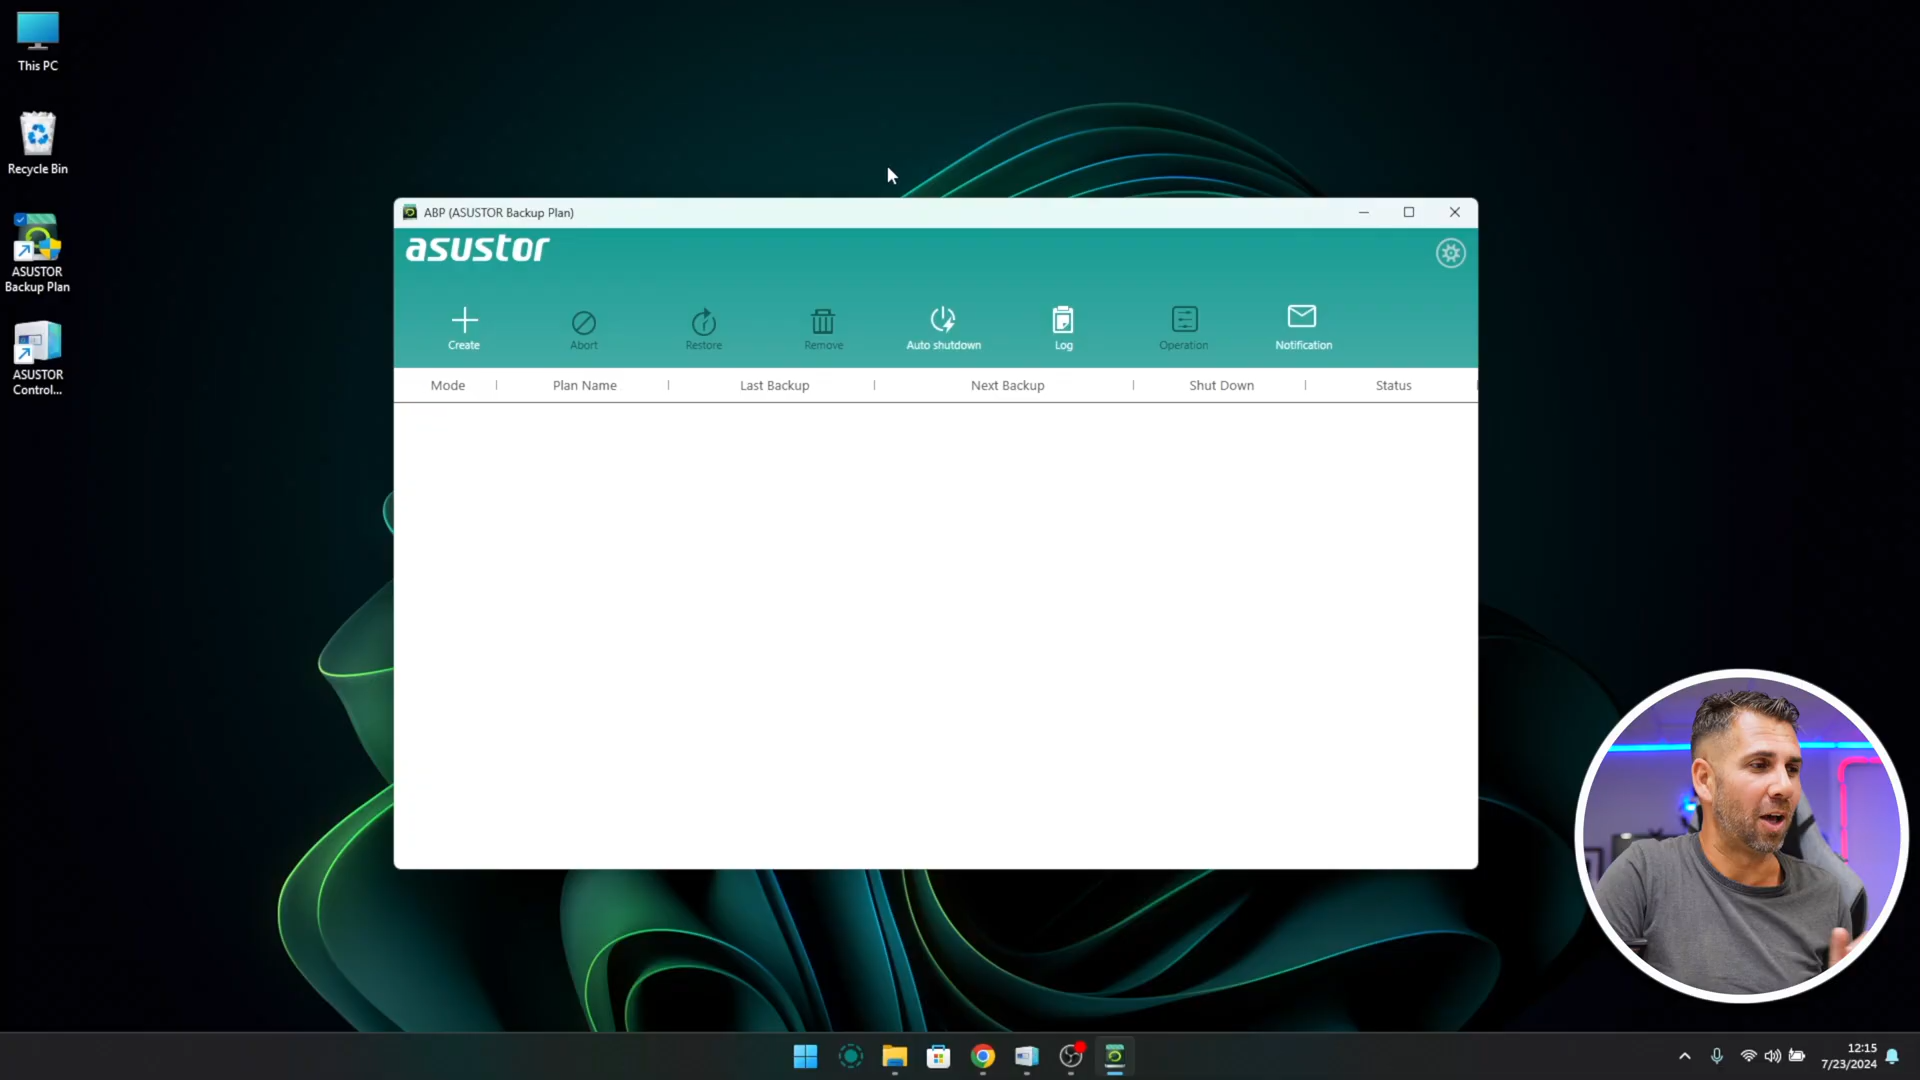 This PC
Recycle Bin
ASUSTOR
Backup Plan
ASUSTOR
Control...
ABP (ASUSTOR Backup Plan)
asustor
Create
Abort
Restore
Remove
Auto shutdown
Log
Operation
Notification
Mode
Plan Name
Last Backup
Next Backup
Shut Down
Status
12:15
7/23/2024